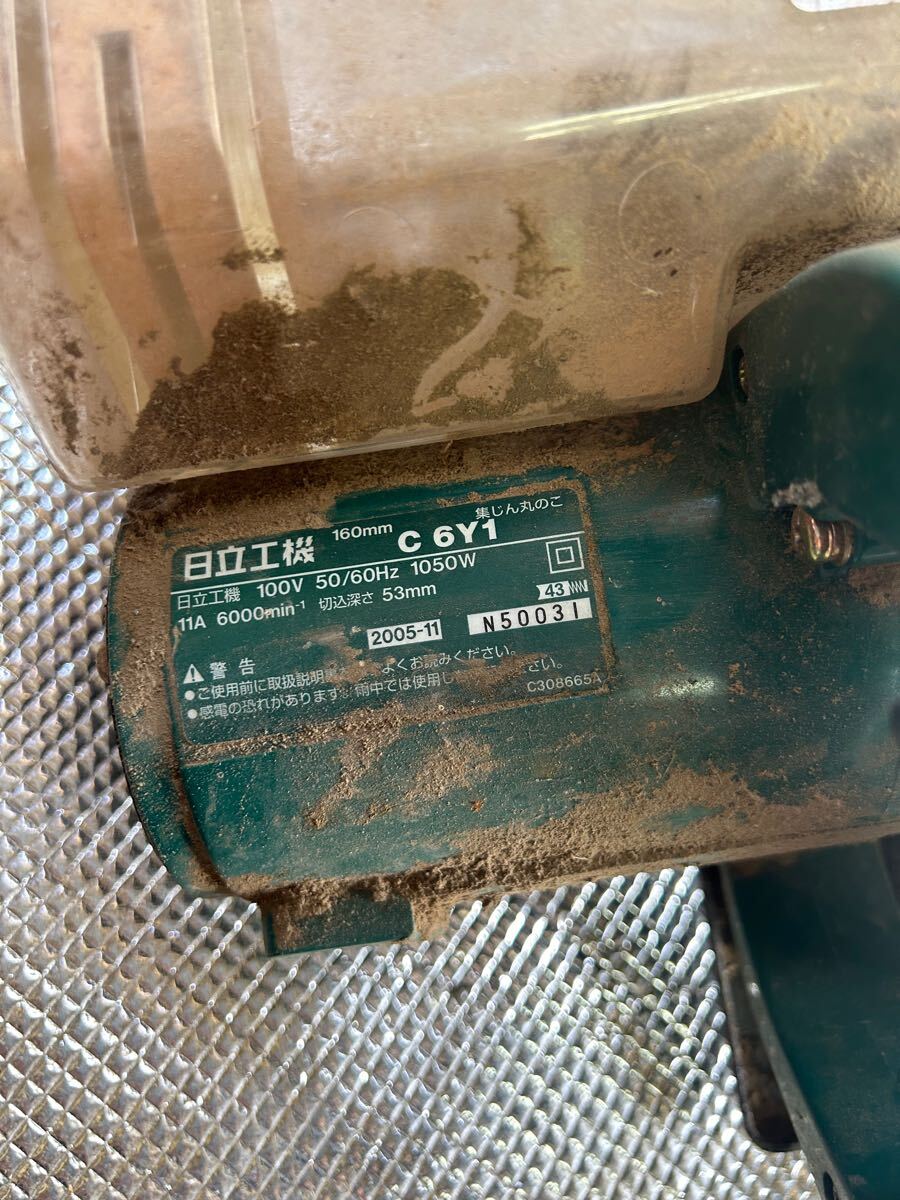 集じん丸のこ
日立工機 160mm C 6Y1
日立工機 100V 50/60Hz 1050W
11A 6000min⁻¹ 切込深さ 53mm
43
2005-11 N50031
警告
●ご使用前に取扱説明 よくお読みください。
●感電の恐れがあります 雨中では使用し さい。
C308665A